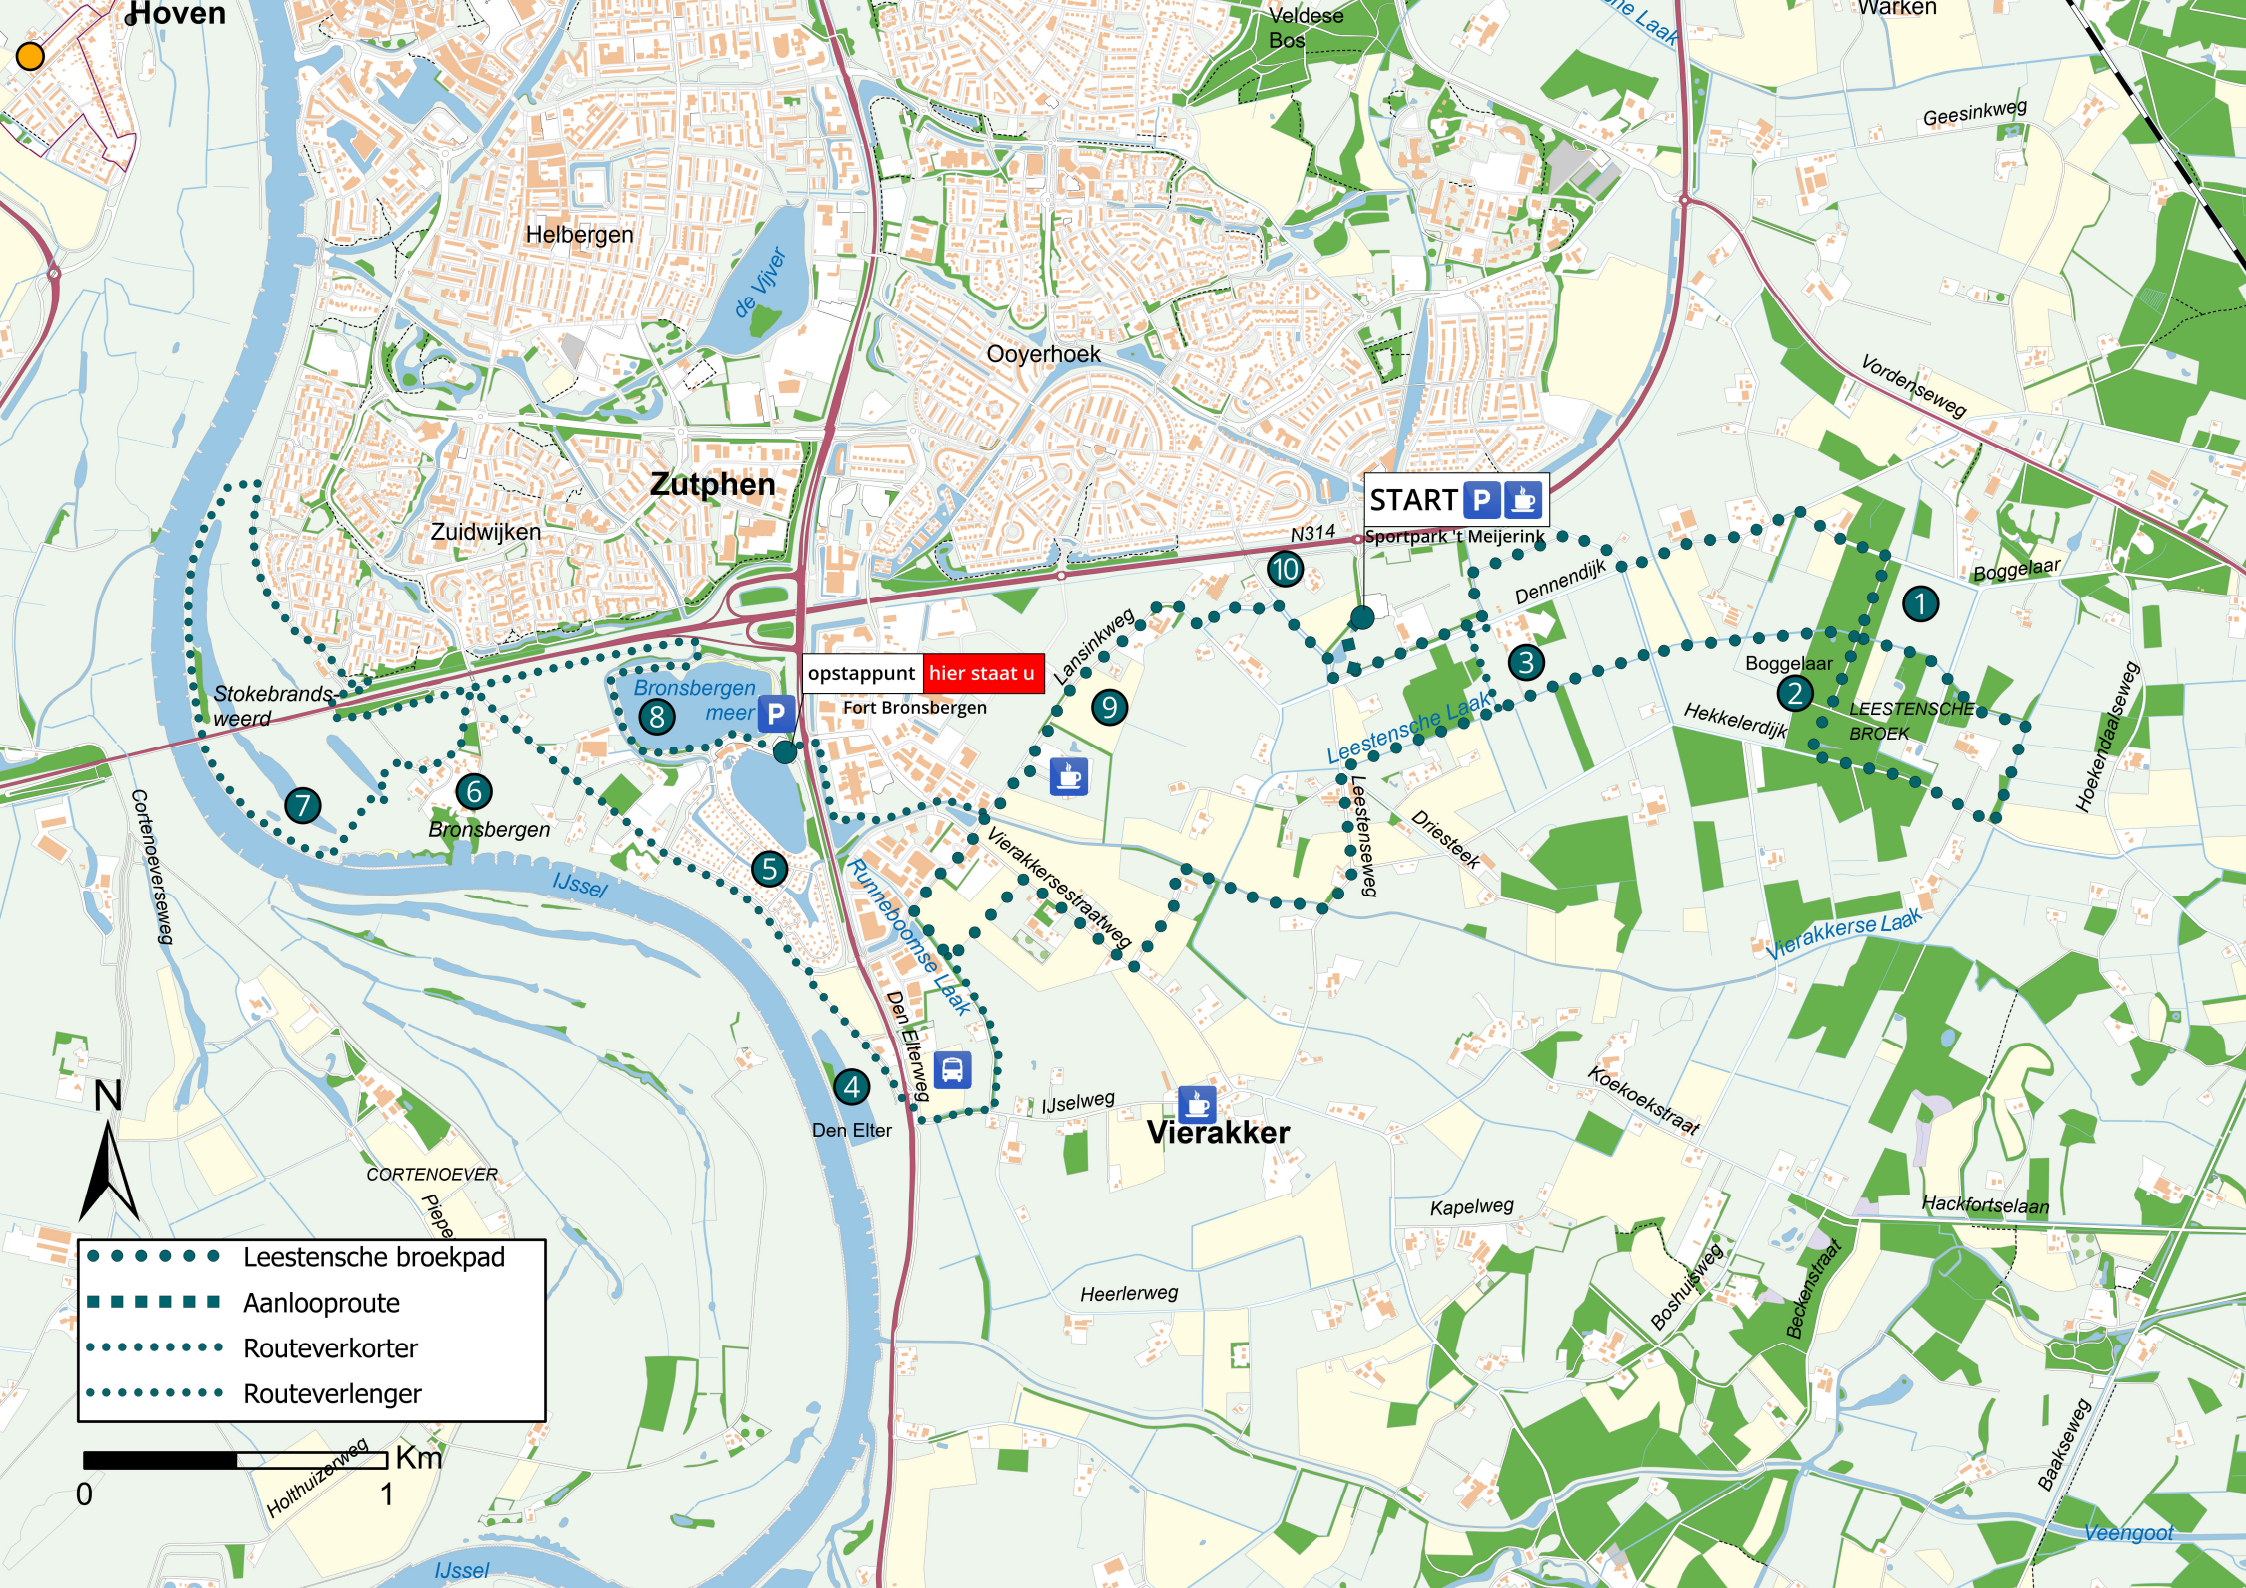 Hoven
Veldese
Bos
che Laak
Warken
Geesinkweg
Helbergen
de Vijver
Ooyerhoek
Vordenseweg
Zutphen
Zuidwijken
START P
Sportpark 't Meijerink
N314
10
Dennendijk
Boggelaar
1
Lansinkweg
3
opstappunt hier staat u
Fort Bronsbergen
Stokebrands-
weerd
Bronsbergen
meer
P
8
9
Boggelaar
2
LEESTENSCHE
BROEK
Hekkelerdijk
Leestensche Laak
Hoekendaalseweg
7
6
Bronsbergen
Cortenoeverseweg
Leestenseweg
Driesteek
5
IJssel
Runneboomse Laak
Vierakkersestraatweg
Vierakkerse Laak
Den Elterweg
4
Den Elter
IJselweg
Vierakker
Koekoekstraat
N
CORTENOEVER
Piepe
Kapelweg
Hackfortselaan
Boshuisweg
Beckenstraat
Heerlerweg
Leestensche broekpad
Aanlooproute
Routeverkorter
Routeverlenger
Km
0 1
Holthuizerweg
Baakseweg
Veengoot
IJssel